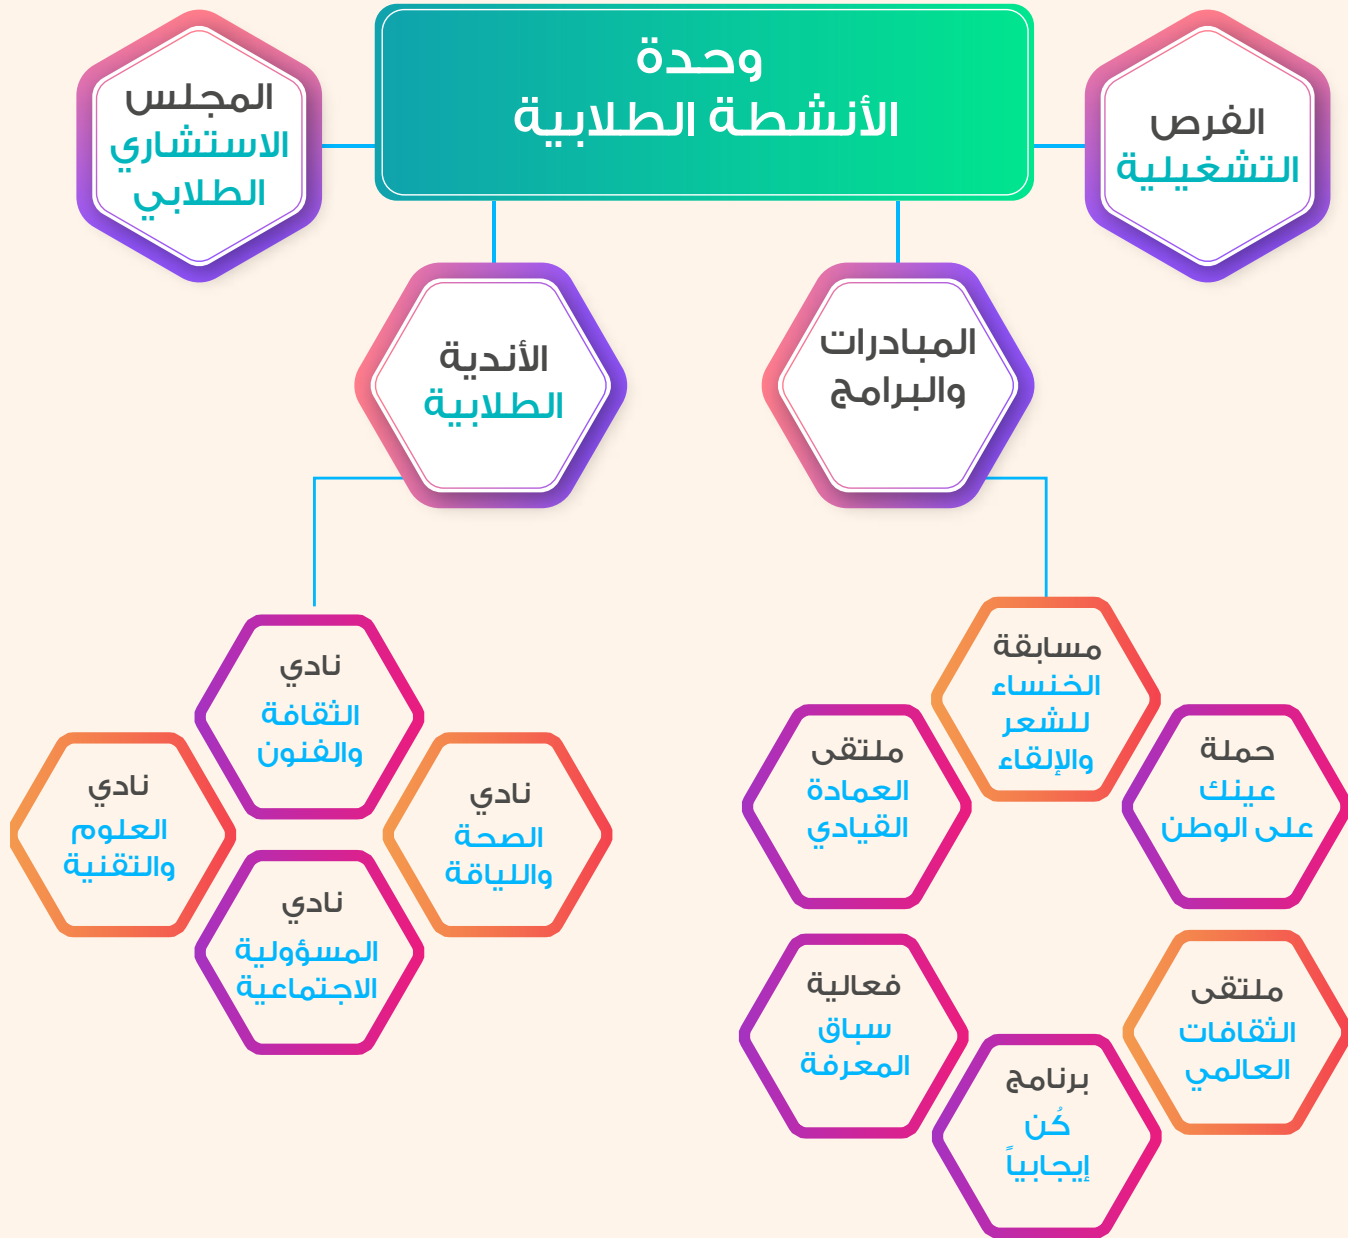 وحدة
الأنشطة الطلابية
الفرص
التشغيلية
المجلس
الاستشاري
الطلابي
المبادرات
والبرامج
الأندية
الطلابية
مسابقة
الخنساء
للشعر
والإلقاء
حملة
عينك
على الوطن
ملتقى
العمادة
القيادي
ملتقى
الثقافات
العالمي
فعالية
سباق
المعرفة
برنامج
كُن
إيجابياً
نادي
الثقافة
والفنون
نادي
الصحة
واللياقة
نادي
العلوم
والتقنية
نادي
المسؤولية
الاجتماعية